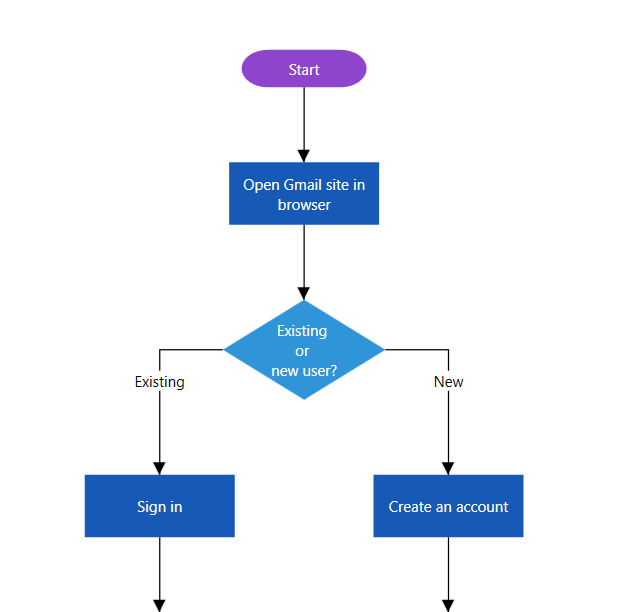 Start
Open Gmail site in
browser
Existing
or
new user?
Existing
New
Sign in
Create an account